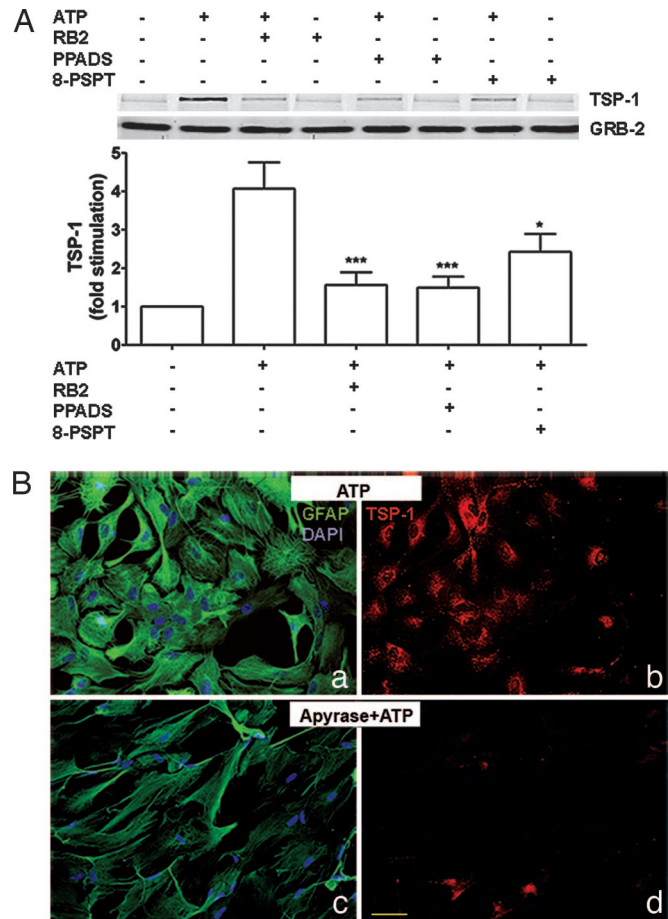 A
ATP - + + - + - + -
RB2 - - + + - - - -
PPADS - - - - + + - -
8-PSPT - - - - - - + +
TSP-1
GRB-2
TSP-1
(fold stimulation)
5
4
3
2
1
0
*** *** *
ATP - + + + +
RB2 - - + - -
PPADS - - - + -
8-PSPT - - - - +
B
ATP
GFAP
DAPI
TSP-1
a
b
Apyrase+ATP
c
d